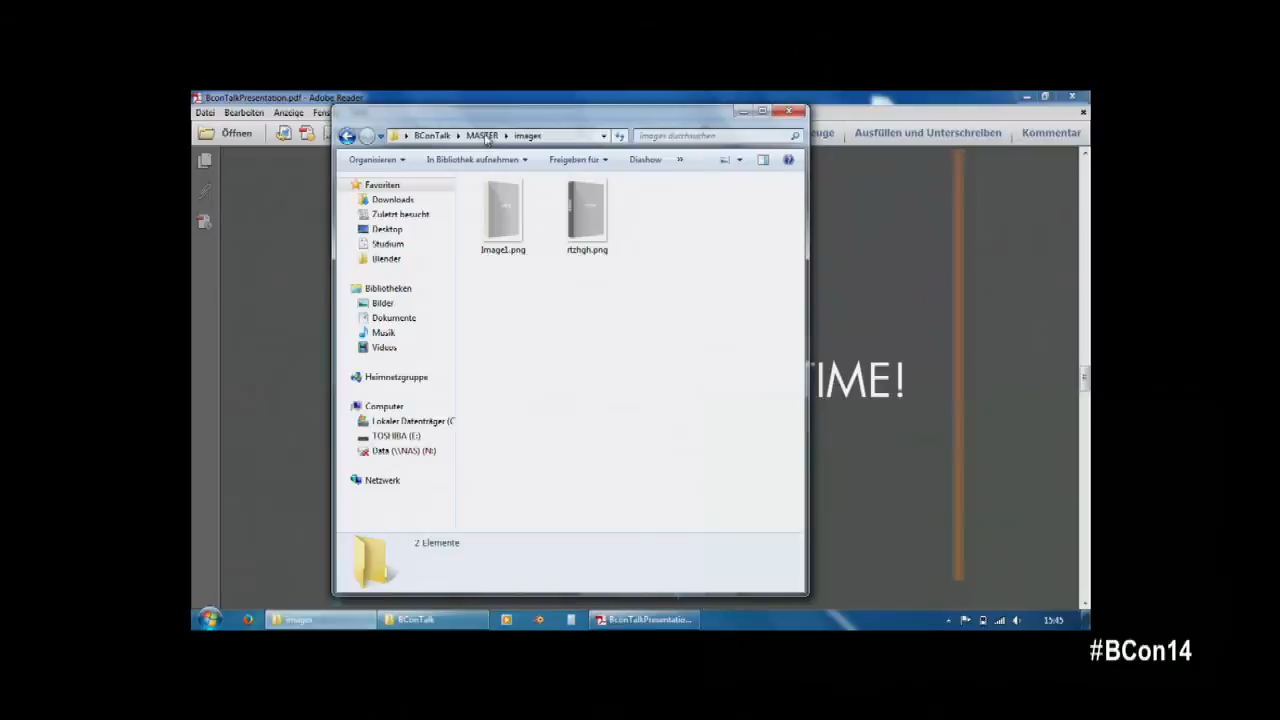 BconTalkPresentation.pdf - Adobe Reader
Datei Bearbeiten Anzeige
Öffnen
Ausfüllen und Unterschreiben Kommentar
BConTalk MASTER images
images durchsuchen
Organisieren In Bibliothek aufnehmen Freigeben für Diashow »
Favoriten
Downloads
Zuletzt besucht
Desktop
Studium
Blender
Bibliotheken
Bilder
Dokumente
Musik
Videos
Heimnetzgruppe
Computer
Lokaler Datenträger (C
TOSHIBA (E:)
Data (\\NAS) (N:)
Netzwerk
Image1.png
rtzhgh.png
2 Elemente
TIME!
images
BConTalk
BconTalkPresentatio...
15:45
#BCon14